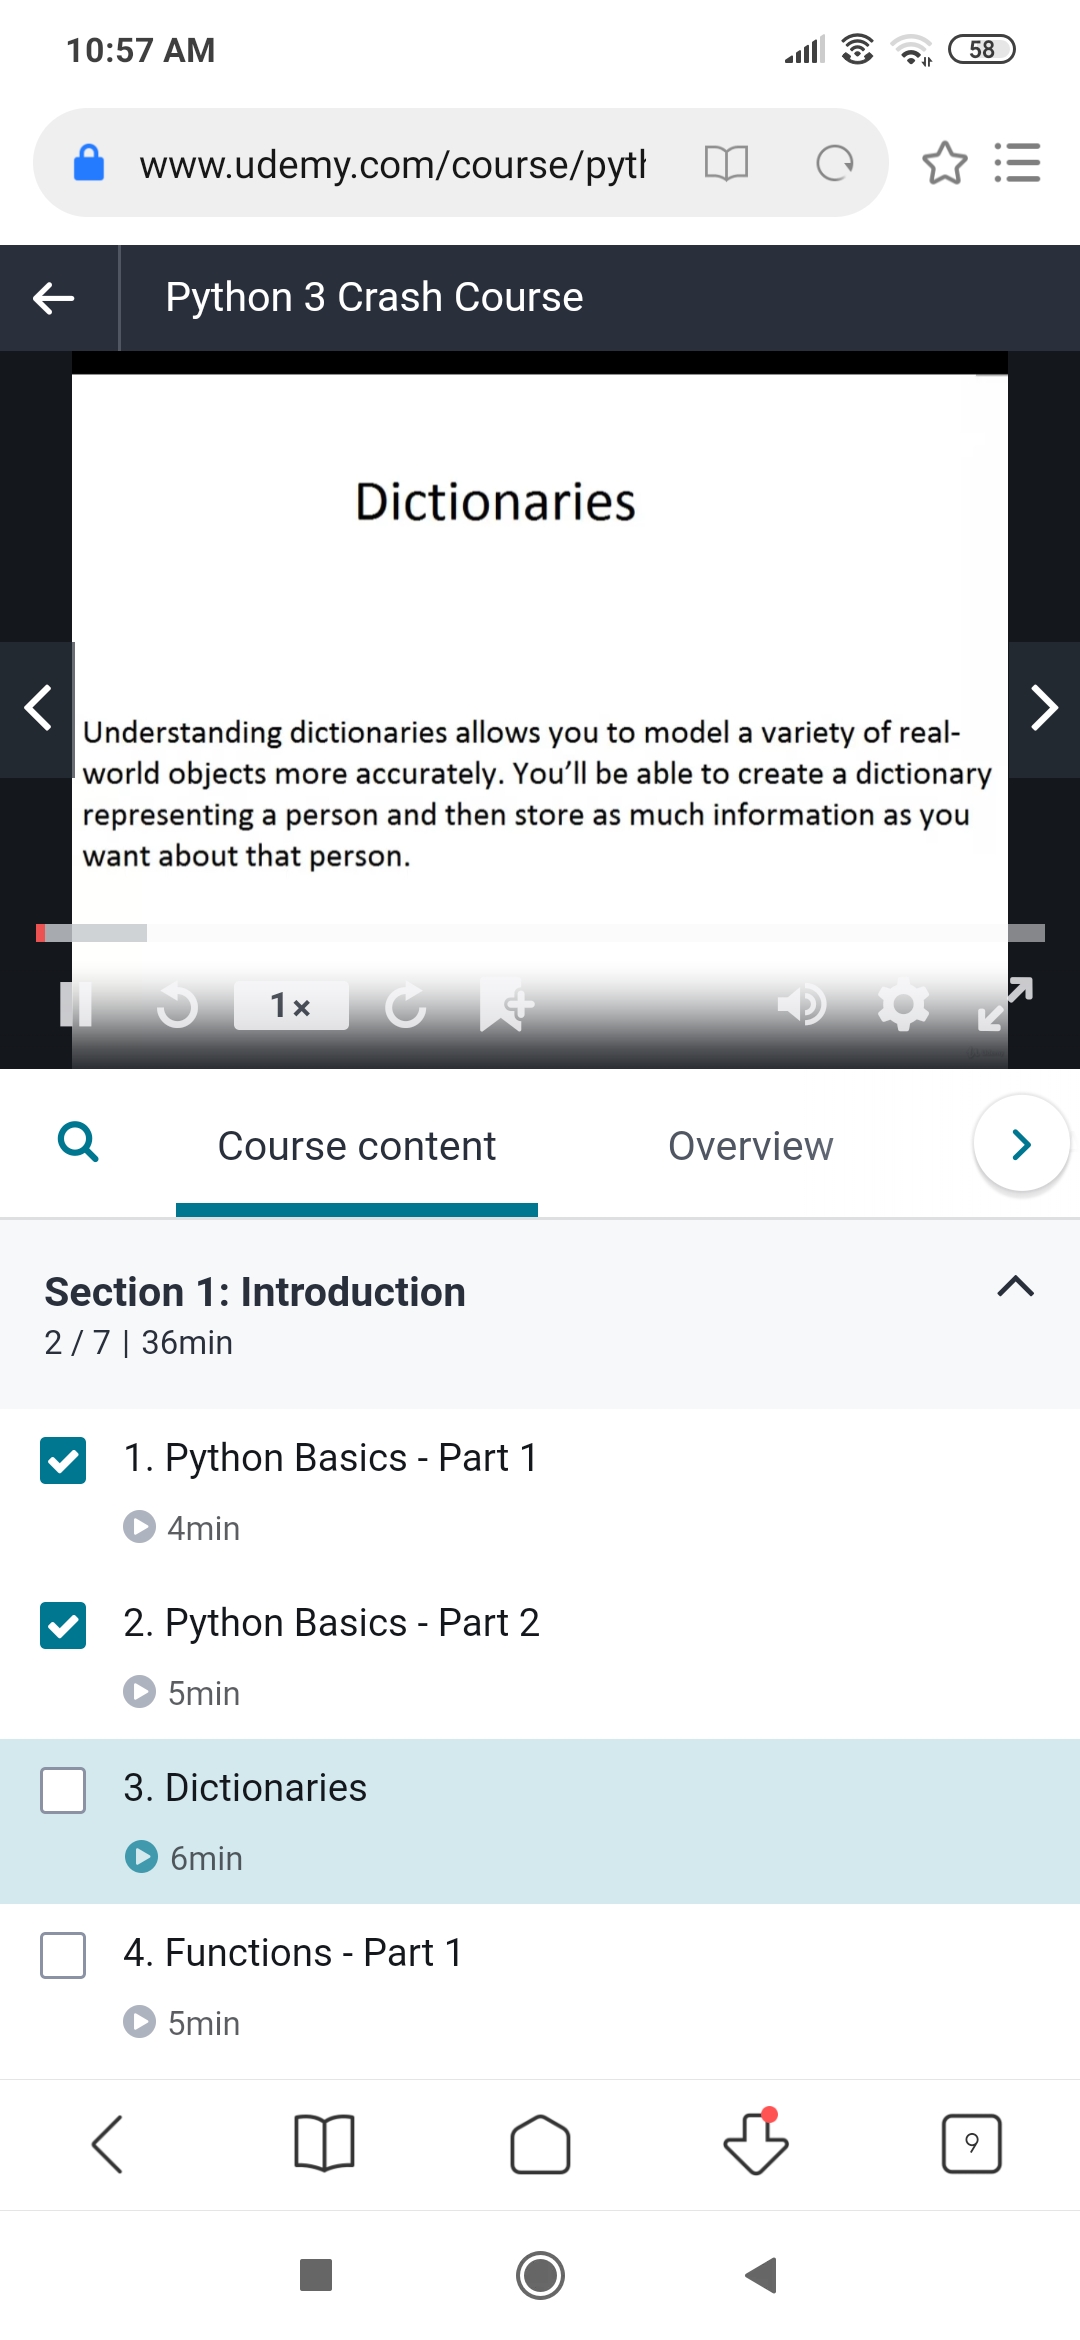 10:57 AM
58
www.udemy.com/course/pyth
Python 3 Crash Course
Dictionaries
Understanding dictionaries allows you to model a variety of real-
world objects more accurately. You'll be able to create a dictionary
representing a person and then store as much information as you
want about that person.
1×
Course content
Overview
Section 1: Introduction
2 / 7 | 36min
1. Python Basics - Part 1
4min
2. Python Basics - Part 2
5min
3. Dictionaries
6min
4. Functions - Part 1
5min
9